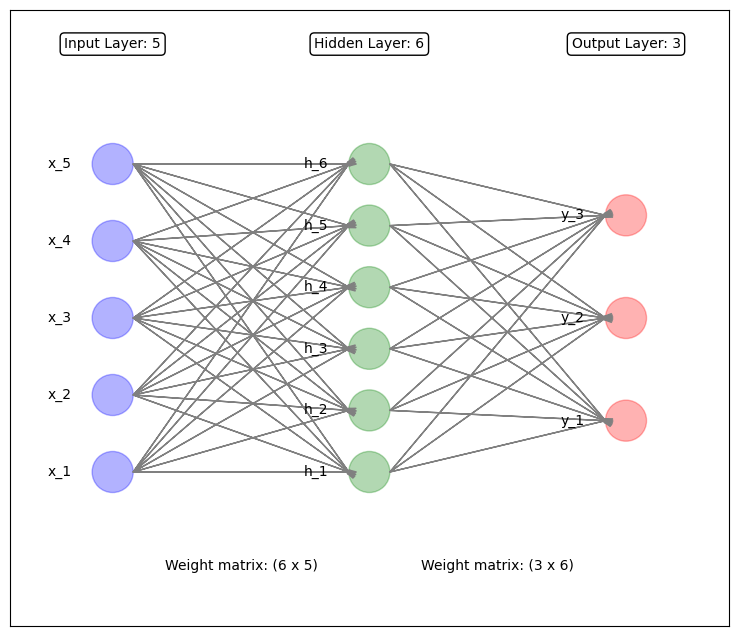 Input Layer: 5
Hidden Layer: 6
Output Layer: 3
x_5
x_4
x_3
x_2
x_1
h_6
h_5
h_4
h_3
h_2
h_1
y_3
y_2
y_1
Weight matrix: (6 x 5)
Weight matrix: (3 x 6)